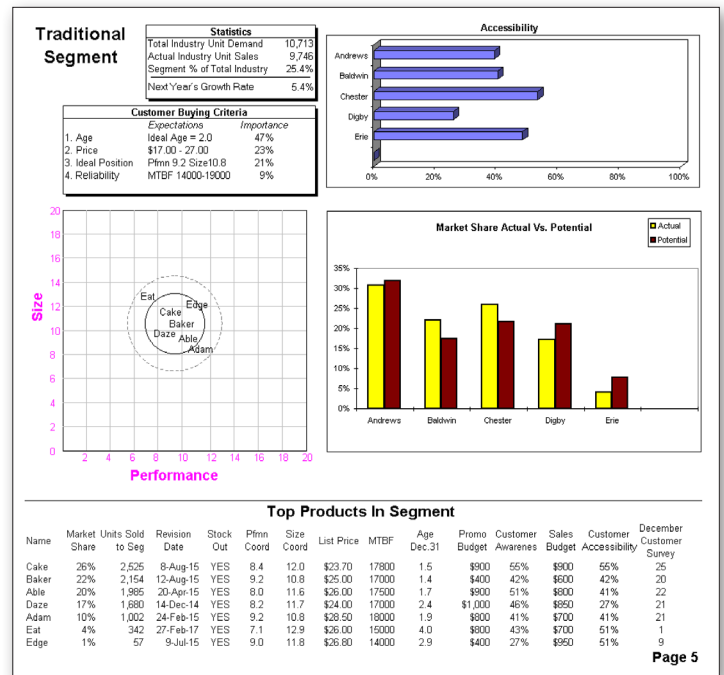 Traditional
Segment
Statistics
Total Industry Unit Demand 10,713
Actual Industry Unit Sales 9,746
Segment % of Total Industry 25.4%
Next Year's Growth Rate 5.4%
Customer Buying Criteria
Expectations Importance
1. Age Ideal Age = 2.0 47%
2. Price $17.00 - 27.00 23%
3. Ideal Position Pfmn 9.2 Size10.8 21%
4. Reliability MTBF 14000-19000 9%
Accessibility
Andrews
Baldwin
Chester
Digby
Erie
0% 20% 40% 60% 80% 100%
20
18
16
14
12
10
8
6
4
2
0
Size
Eat
Edge
Cake
Baker
Daze
Able
Adam
2 4 6 8 10 12 14 16 18 20
Performance
Market Share Actual Vs. Potential
Actual
Potential
35%
30%
25%
20%
15%
10%
5%
0%
Andrews Baldwin Chester Digby Erie
Top Products In Segment
Name Market Share Units Sold to Seg Revision Date Stock Out Pfmn Coord Size Coord List Price MTBF Age Dec.31 Promo Budget Customer Awarenes Sales Budget Customer Accessibility December Customer Survey
Cake 26% 2,525 8-Aug-15 YES 8.4 12.0 $23.70 17800 1.5 $900 55% $900 55% 25
Baker 22% 2,154 12-Aug-15 YES 9.2 10.8 $25.00 17000 1.4 $400 42% $600 42% 20
Able 20% 1,985 20-Apr-15 YES 8.0 11.6 $26.00 17500 1.7 $900 51% $800 41% 22
Daze 17% 1,680 14-Dec-14 YES 8.2 11.7 $24.00 17000 2.4 $1,000 46% $850 27% 21
Adam 10% 1,002 24-Feb-15 YES 9.2 10.8 $28.50 18000 1.9 $800 41% $700 41% 21
Eat 4% 342 27-Feb-17 YES 7.1 12.9 $26.00 15000 4.0 $800 43% $700 51% 1
Edge 1% 57 9-Jul-15 YES 9.0 11.8 $26.80 14000 2.9 $400 27% $950 51% 9
Page 5